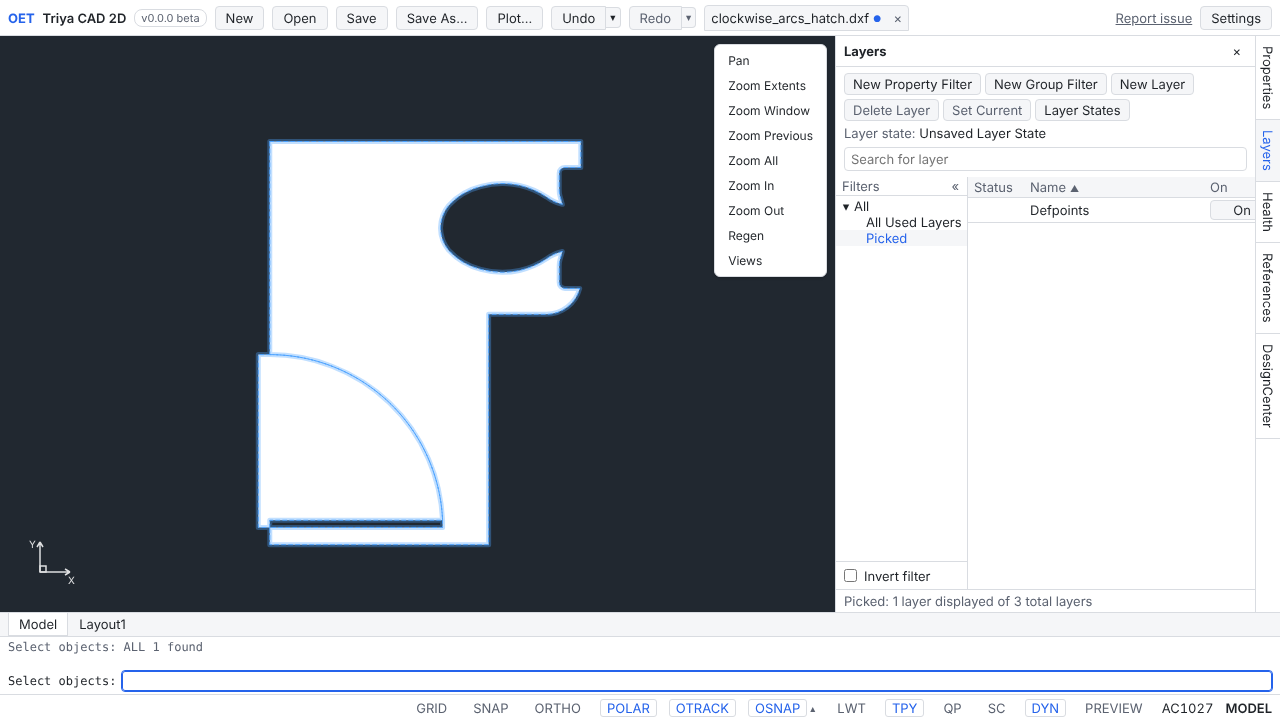 OET Triya CAD 2D v0.0.0 beta New Open Save Save As... Plot... Undo ▾ Redo ▾ clockwise_arcs_hatch.dxf ● × Report issue Settings
Pan
Zoom Extents
Zoom Window
Zoom Previous
Zoom All
Zoom In
Zoom Out
Regen
Views
Y
X
Layers ×
New Property Filter New Group Filter New Layer
Delete Layer Set Current Layer States
Layer state: Unsaved Layer State
Search for layer
Filters «
▾ All
All Used Layers
Picked
Status Name ▲ On
Defpoints On
Invert filter
Picked: 1 layer displayed of 3 total layers
Properties
Layers
Health
References
DesignCenter
Model Layout1
Select objects: ALL 1 found
Select objects:
GRID SNAP ORTHO POLAR OTRACK OSNAP ▴ LWT TPY QP SC DYN PREVIEW AC1027 MODEL